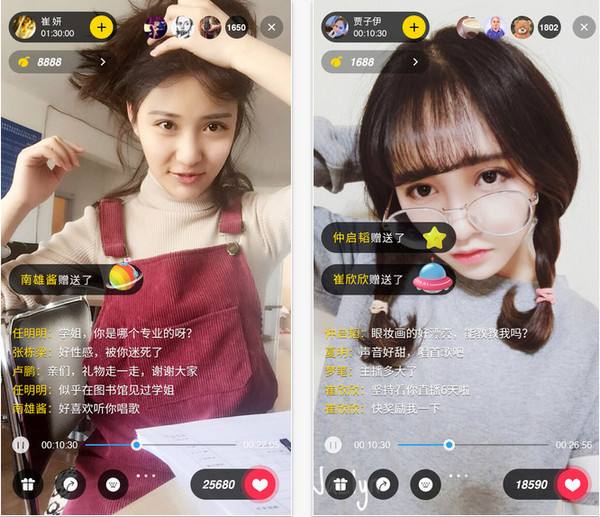 崔 妍
01:30:00
1650
8888
南雄酱赠送了
任明明：学姐，你是哪个专业的呀？
张栋梁：好性感，被你迷死了
卢鹏：亲们，礼物走一走，谢谢大家
任明明：似乎在图书馆见过学姐
南雄酱：好喜欢听你唱歌
00:10:30
00:22:05
25680
贾子伊
00:10:30
1802
1688
仲启韬赠送了
崔欣欣赠送了
仲启韬：眼妆画的好漂亮，能教教我吗？
夏明：声音好甜，唱首歌吧
主播多大了
崔欣欣：坚持看你直播6天啦
崔欣欣：快奖励我一下
00:10:30
00:26:56
18590